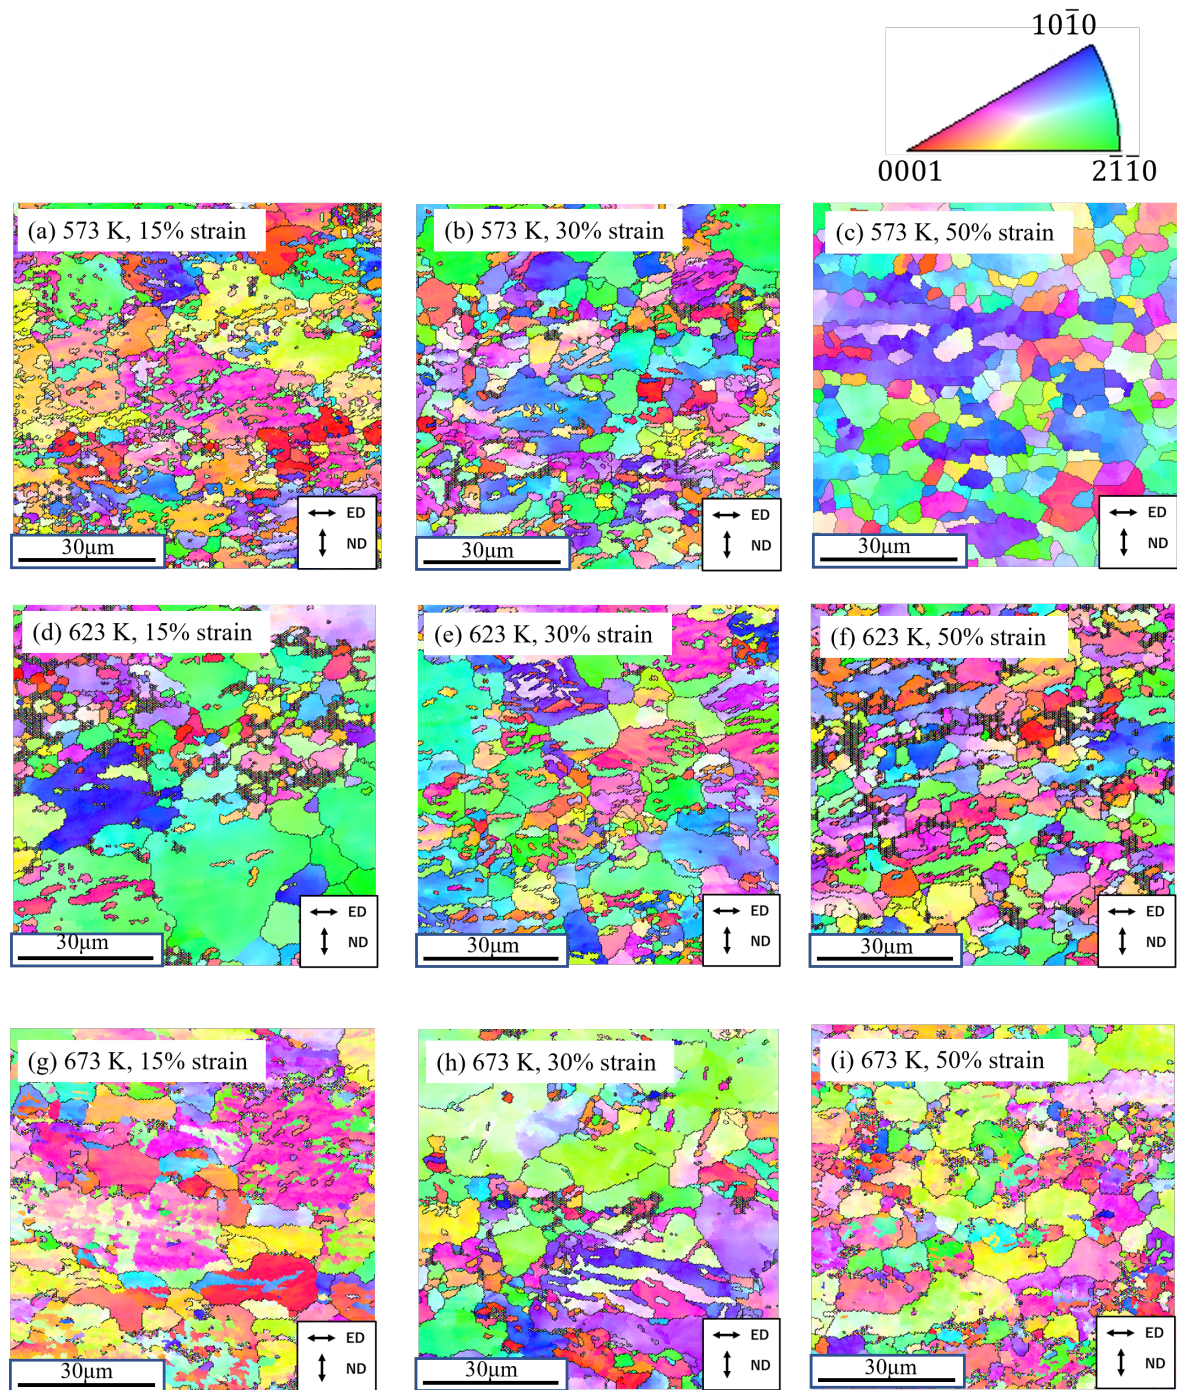 101̅0
0001
21̅1̅0
(a) 573 K, 15% strain
(b) 573 K, 30% strain
(c) 573 K, 50% strain
ED
ND
30μm
ED
ND
30μm
ED
ND
30μm
(d) 623 K, 15% strain
(e) 623 K, 30% strain
(f) 623 K, 50% strain
ED
ND
30μm
ED
ND
30μm
ED
ND
30μm
(g) 673 K, 15% strain
(h) 673 K, 30% strain
(i) 673 K, 50% strain
ED
ND
30μm
ED
ND
30μm
ED
ND
30μm